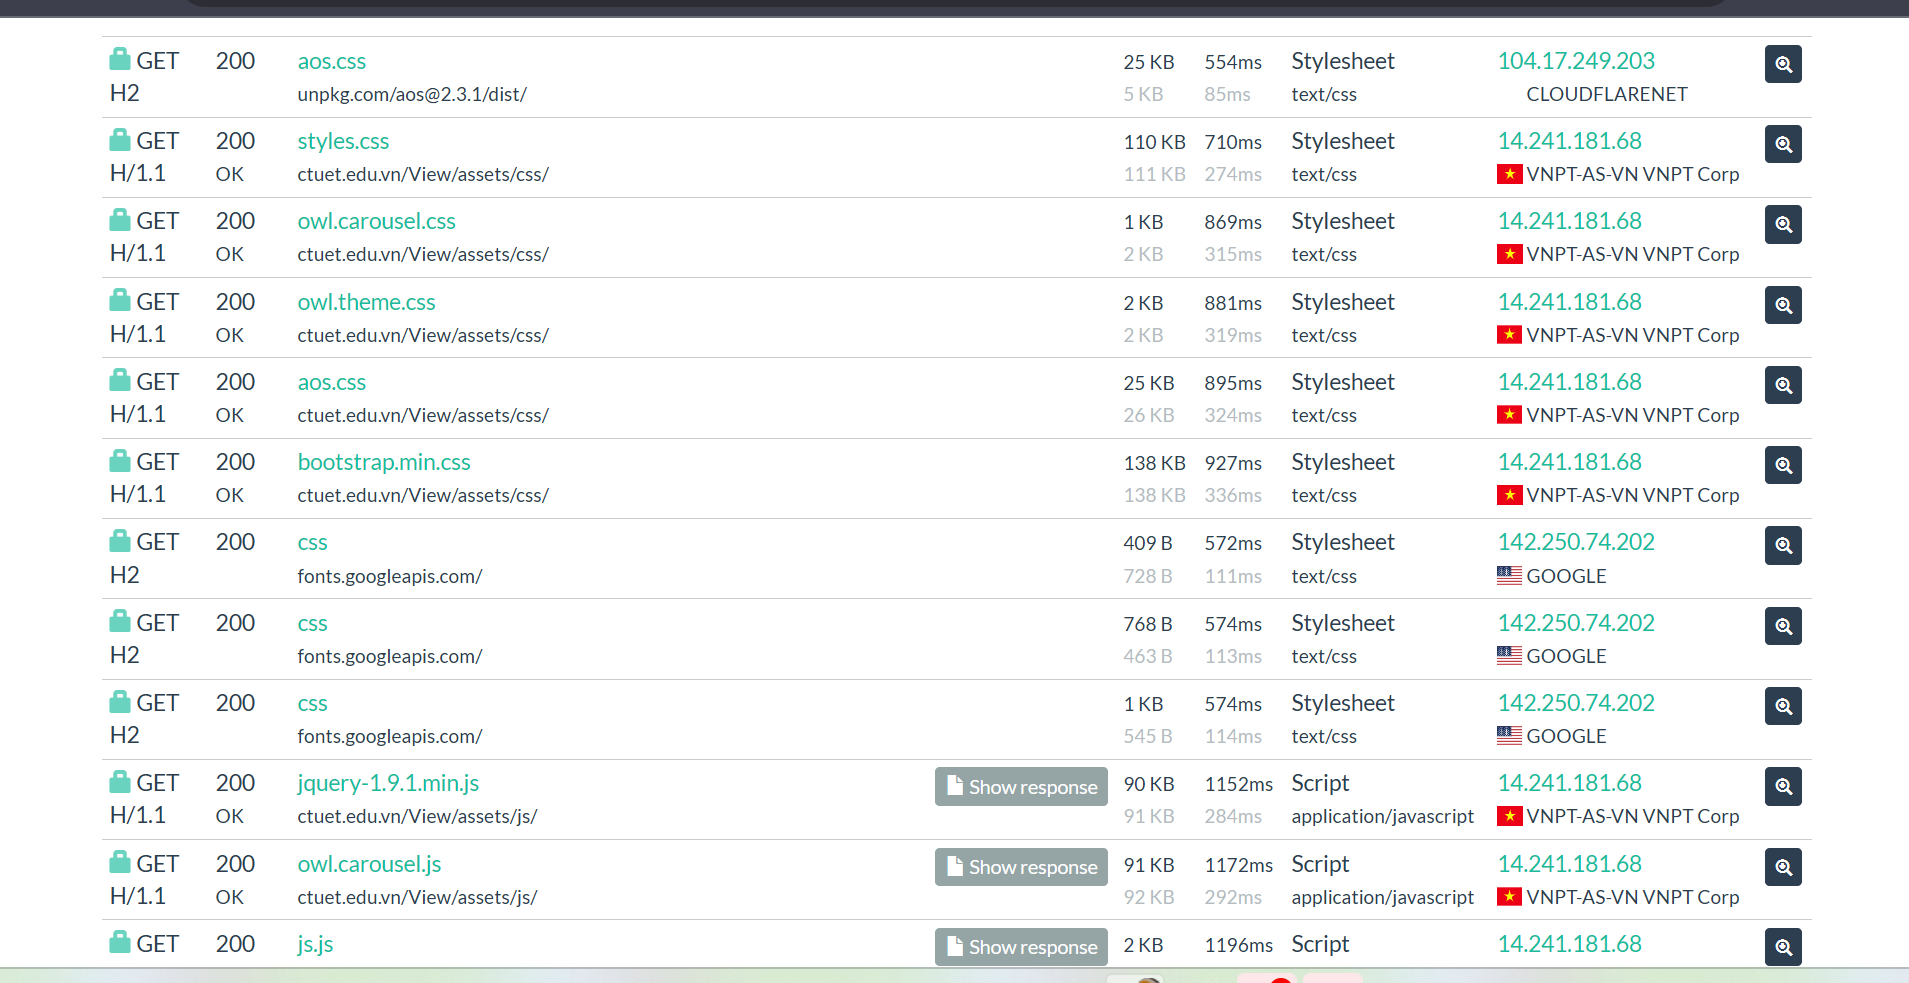 GET 200 aos.css 25 KB 554ms Stylesheet 104.17.249.203
H2 unpkg.com/aos@2.3.1/dist/ 5 KB 85ms text/css CLOUDFLARENET
GET 200 styles.css 110 KB 710ms Stylesheet 14.241.181.68
H/1.1 OK ctuet.edu.vn/View/assets/css/ 111 KB 274ms text/css VNPT-AS-VN VNPT Corp
GET 200 owl.carousel.css 1 KB 869ms Stylesheet 14.241.181.68
H/1.1 OK ctuet.edu.vn/View/assets/css/ 2 KB 315ms text/css VNPT-AS-VN VNPT Corp
GET 200 owl.theme.css 2 KB 881ms Stylesheet 14.241.181.68
H/1.1 OK ctuet.edu.vn/View/assets/css/ 2 KB 319ms text/css VNPT-AS-VN VNPT Corp
GET 200 aos.css 25 KB 895ms Stylesheet 14.241.181.68
H/1.1 OK ctuet.edu.vn/View/assets/css/ 26 KB 324ms text/css VNPT-AS-VN VNPT Corp
GET 200 bootstrap.min.css 138 KB 927ms Stylesheet 14.241.181.68
H/1.1 OK ctuet.edu.vn/View/assets/css/ 138 KB 336ms text/css VNPT-AS-VN VNPT Corp
GET 200 css 409 B 572ms Stylesheet 142.250.74.202
H2 fonts.googleapis.com/ 728 B 111ms text/css GOOGLE
GET 200 css 768 B 574ms Stylesheet 142.250.74.202
H2 fonts.googleapis.com/ 463 B 113ms text/css GOOGLE
GET 200 css 1 KB 574ms Stylesheet 142.250.74.202
H2 fonts.googleapis.com/ 545 B 114ms text/css GOOGLE
GET 200 jquery-1.9.1.min.js Show response 90 KB 1152ms Script 14.241.181.68
H/1.1 OK ctuet.edu.vn/View/assets/js/ 91 KB 284ms application/javascript VNPT-AS-VN VNPT Corp
GET 200 owl.carousel.js Show response 91 KB 1172ms Script 14.241.181.68
H/1.1 OK ctuet.edu.vn/View/assets/js/ 92 KB 292ms application/javascript VNPT-AS-VN VNPT Corp
GET 200 js.js Show response 2 KB 1196ms Script 14.241.181.68